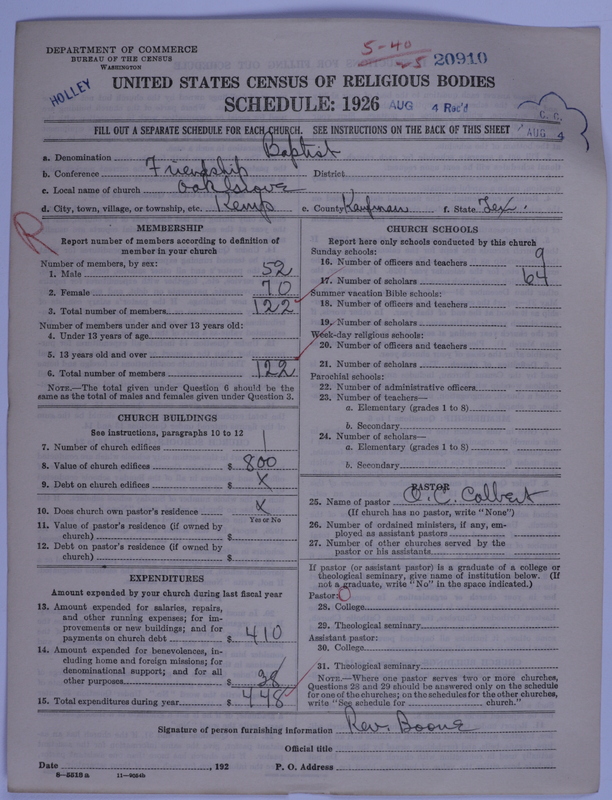 DEPARTMENT OF COMMERCE
BUREAU OF THE CENSUS
WASHINGTON
HOLLEY
5-40
-5
20910
UNITED STATES CENSUS OF RELIGIOUS BODIES
SCHEDULE: 1926
AUG 4 Rec'd
C. C.
AUG 4
FILL OUT A SEPARATE SCHEDULE FOR EACH CHURCH. SEE INSTRUCTIONS ON THE BACK OF THIS SHEET
a. Denomination Baptist
b. Conference Friendship District
c. Local name of church Oak Grove
d. City, town, village, or township, etc. Kemp e. County Kaufman f. State Tex.
R
MEMBERSHIP
Report number of members according to definition of
member in your church
Number of members, by sex:
1. Male 52
2. Female 70
3. Total number of members 122
Number of members under and over 13 years old:
4. Under 13 years of age
5. 13 years old and over
6. Total number of members 122
NOTE.—The total given under Question 6 should be the
same as the total of males and females given under Question 3.
CHURCH BUILDINGS
See instructions, paragraphs 10 to 12
7. Number of church edifices 1
8. Value of church edifices $ 800
9. Debt on church edifices $ X
10. Does church own pastor's residence X
Yes or No
11. Value of pastor's residence (if owned by
church) $
12. Debt on pastor's residence (if owned by
church) $
EXPENDITURES
Amount expended by your church during last fiscal year
13. Amount expended for salaries, repairs,
and other running expenses; for im-
provements or new buildings; and for
payments on church debt $ 410
14. Amount expended for benevolences, in-
cluding home and foreign missions; for
denominational support; and for all
other purposes $ 38
15. Total expenditures during year $ 448
CHURCH SCHOOLS
Report here only schools conducted by this church
Sunday schools:
16. Number of officers and teachers 9
17. Number of scholars 64
Summer vacation Bible schools:
18. Number of officers and teachers
19. Number of scholars
Week-day religious schools:
20. Number of officers and teachers
21. Number of scholars
Parochial schools:
22. Number of administrative officers
23. Number of teachers—
a. Elementary (grades 1 to 8)
b. Secondary
24. Number of scholars—
a. Elementary (grades 1 to 8)
b. Secondary
PASTOR
25. Name of pastor O. C. Colbert
(If church has no pastor, write "None")
26. Number of ordained ministers, if any, em-
ployed as assistant pastors
27. Number of other churches served by the
pastor or his assistants
If pastor (or assistant pastor) is a graduate of a college or
theological seminary, give name of institution below. (If
not a graduate, write "No" in the space indicated.)
Pastor: 0
28. College
29. Theological seminary
Assistant pastor:
30. College
31. Theological seminary
NOTE.—Where one pastor serves two or more churches,
Questions 28 and 29 should be answered only on the schedule
for one of the churches; on the schedules for the other churches,
write "See schedule for church."
Signature of person furnishing information Rev. Boone
Official title
Date , 192 P. O. Address
8—5518a 11—9054b